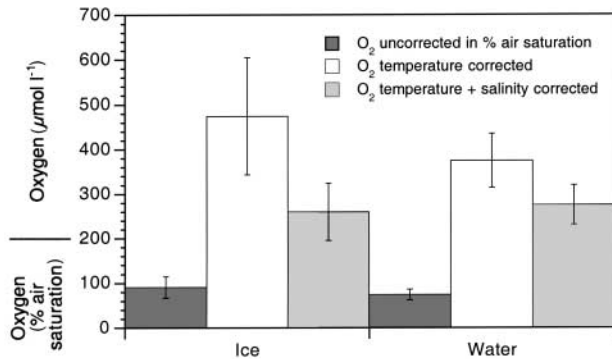 700
600
500
400
300
200
100
0
Oxygen (µmol l⁻¹)
Oxygen
(% air
saturation)
O₂ uncorrected in % air saturation
O₂ temperature corrected
O₂ temperature + salinity corrected
Ice
Water